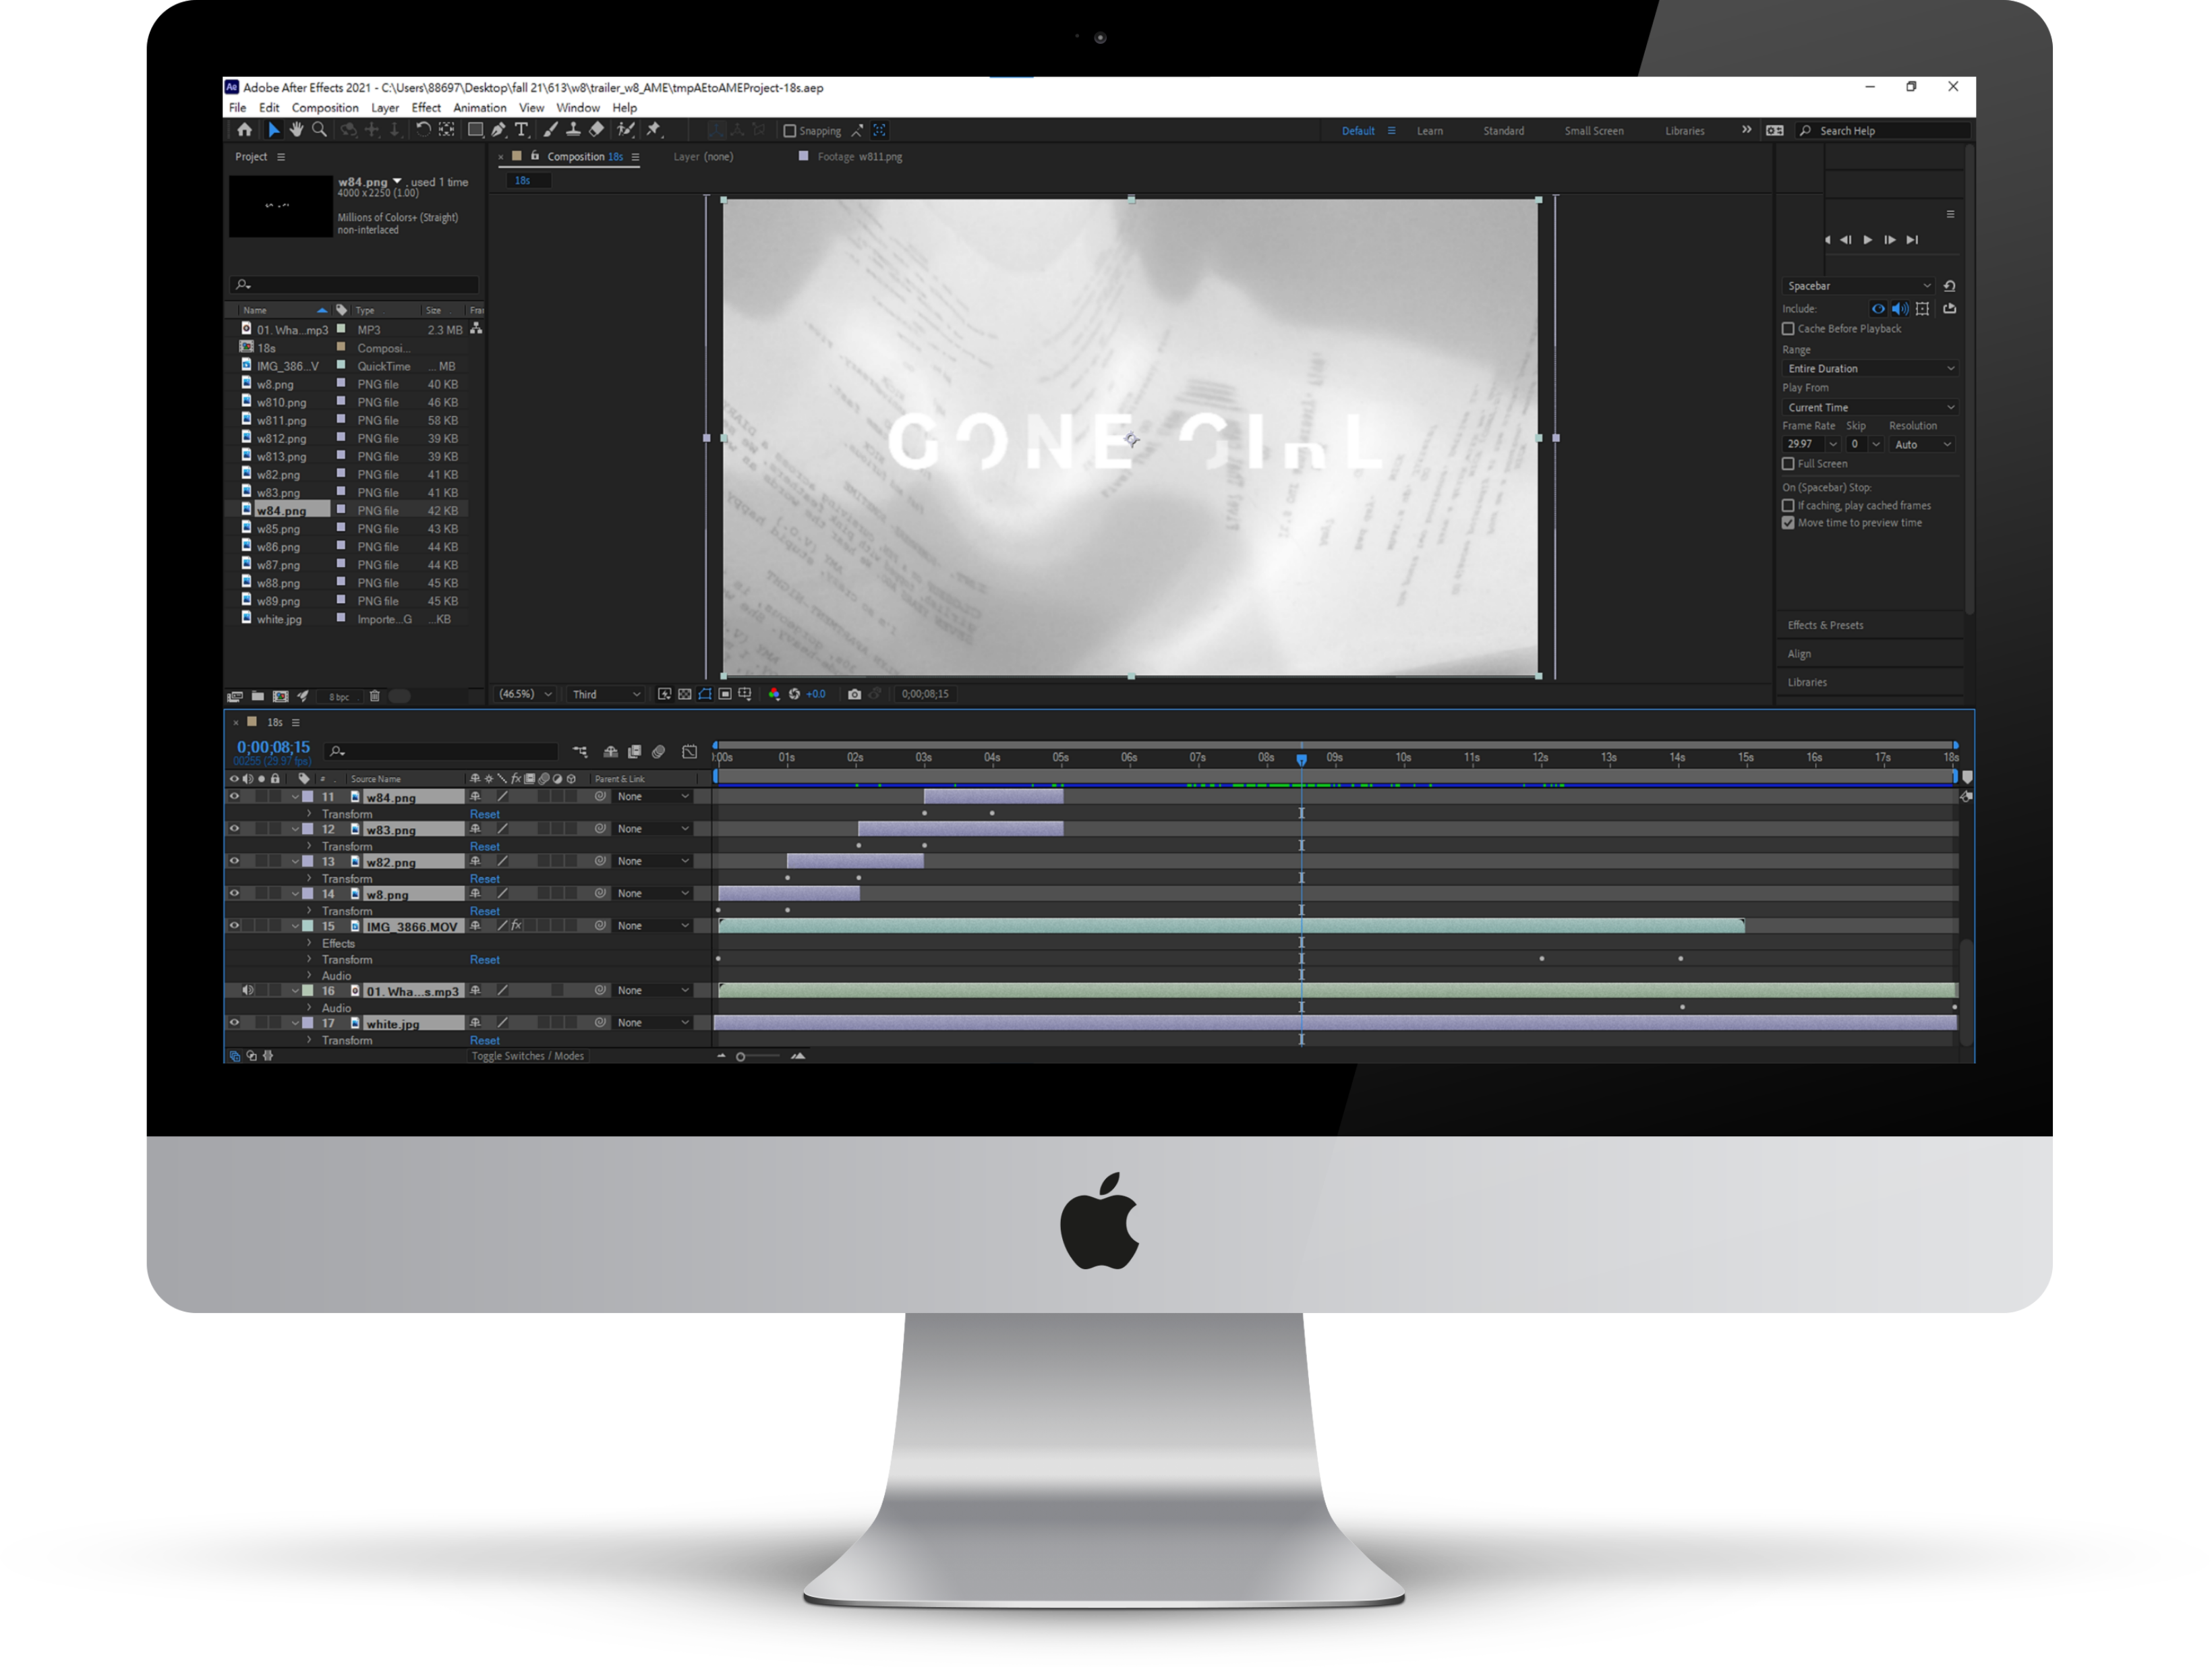 Ae Adobe After Effects 2021 - C:\Users\88697\Desktop\fall 21\613\w8\trailer_w8_AME\tmpAEtoAMEProject-18s.aep
File Edit Composition Layer Effect Animation View Window Help
Snapping Default Learn Standard Small Screen Libraries Search Help
Project
w84.png , used 1 time
4000 x 2250 (1.00)
Millions of Colors+ (Straight)
non-interlaced
Name Type Size Fra
01. Wha...mp3 MP3 2.3 MB
18s Composi...
IMG_386...V QuickTime ... MB
w8.png PNG file 40 KB
w810.png PNG file 46 KB
w811.png PNG file 58 KB
w812.png PNG file 39 KB
w813.png PNG file 39 KB
w82.png PNG file 41 KB
w83.png PNG file 41 KB
w84.png PNG file 42 KB
w85.png PNG file 43 KB
w86.png PNG file 44 KB
w87.png PNG file 44 KB
w88.png PNG file 45 KB
w89.png PNG file 45 KB
white.jpg Importe...G ...KB
8 bpc
Composition 18s Layer (none) Footage w811.png
18s
GONE GIRL
(46.5%) Third +0.0 0;00;08;15
Spacebar
Include:
Cache Before Playback
Range
Entire Duration
Play From
Current Time
Frame Rate Skip Resolution
29.97 0 Auto
Full Screen
On (Spacebar) Stop:
If caching, play cached frames
Move time to preview time
Effects & Presets
Align
Libraries
18s
0;00;08;15
00255 (29.97 fps)
:00s 01s 02s 03s 04s 05s 06s 07s 08s 09s 10s 11s 12s 13s 14s 15s 16s 17s 18s
# Source Name fx Parent & Link
11 w84.png None
Transform Reset
12 w83.png None
Transform Reset
13 w82.png None
Transform Reset
14 w8.png None
Transform Reset
15 IMG_3866.MOV fx None
Effects
Transform Reset
Audio
16 01. Wha...s.mp3 None
Audio
17 white.jpg None
Transform Reset
Toggle Switches / Modes